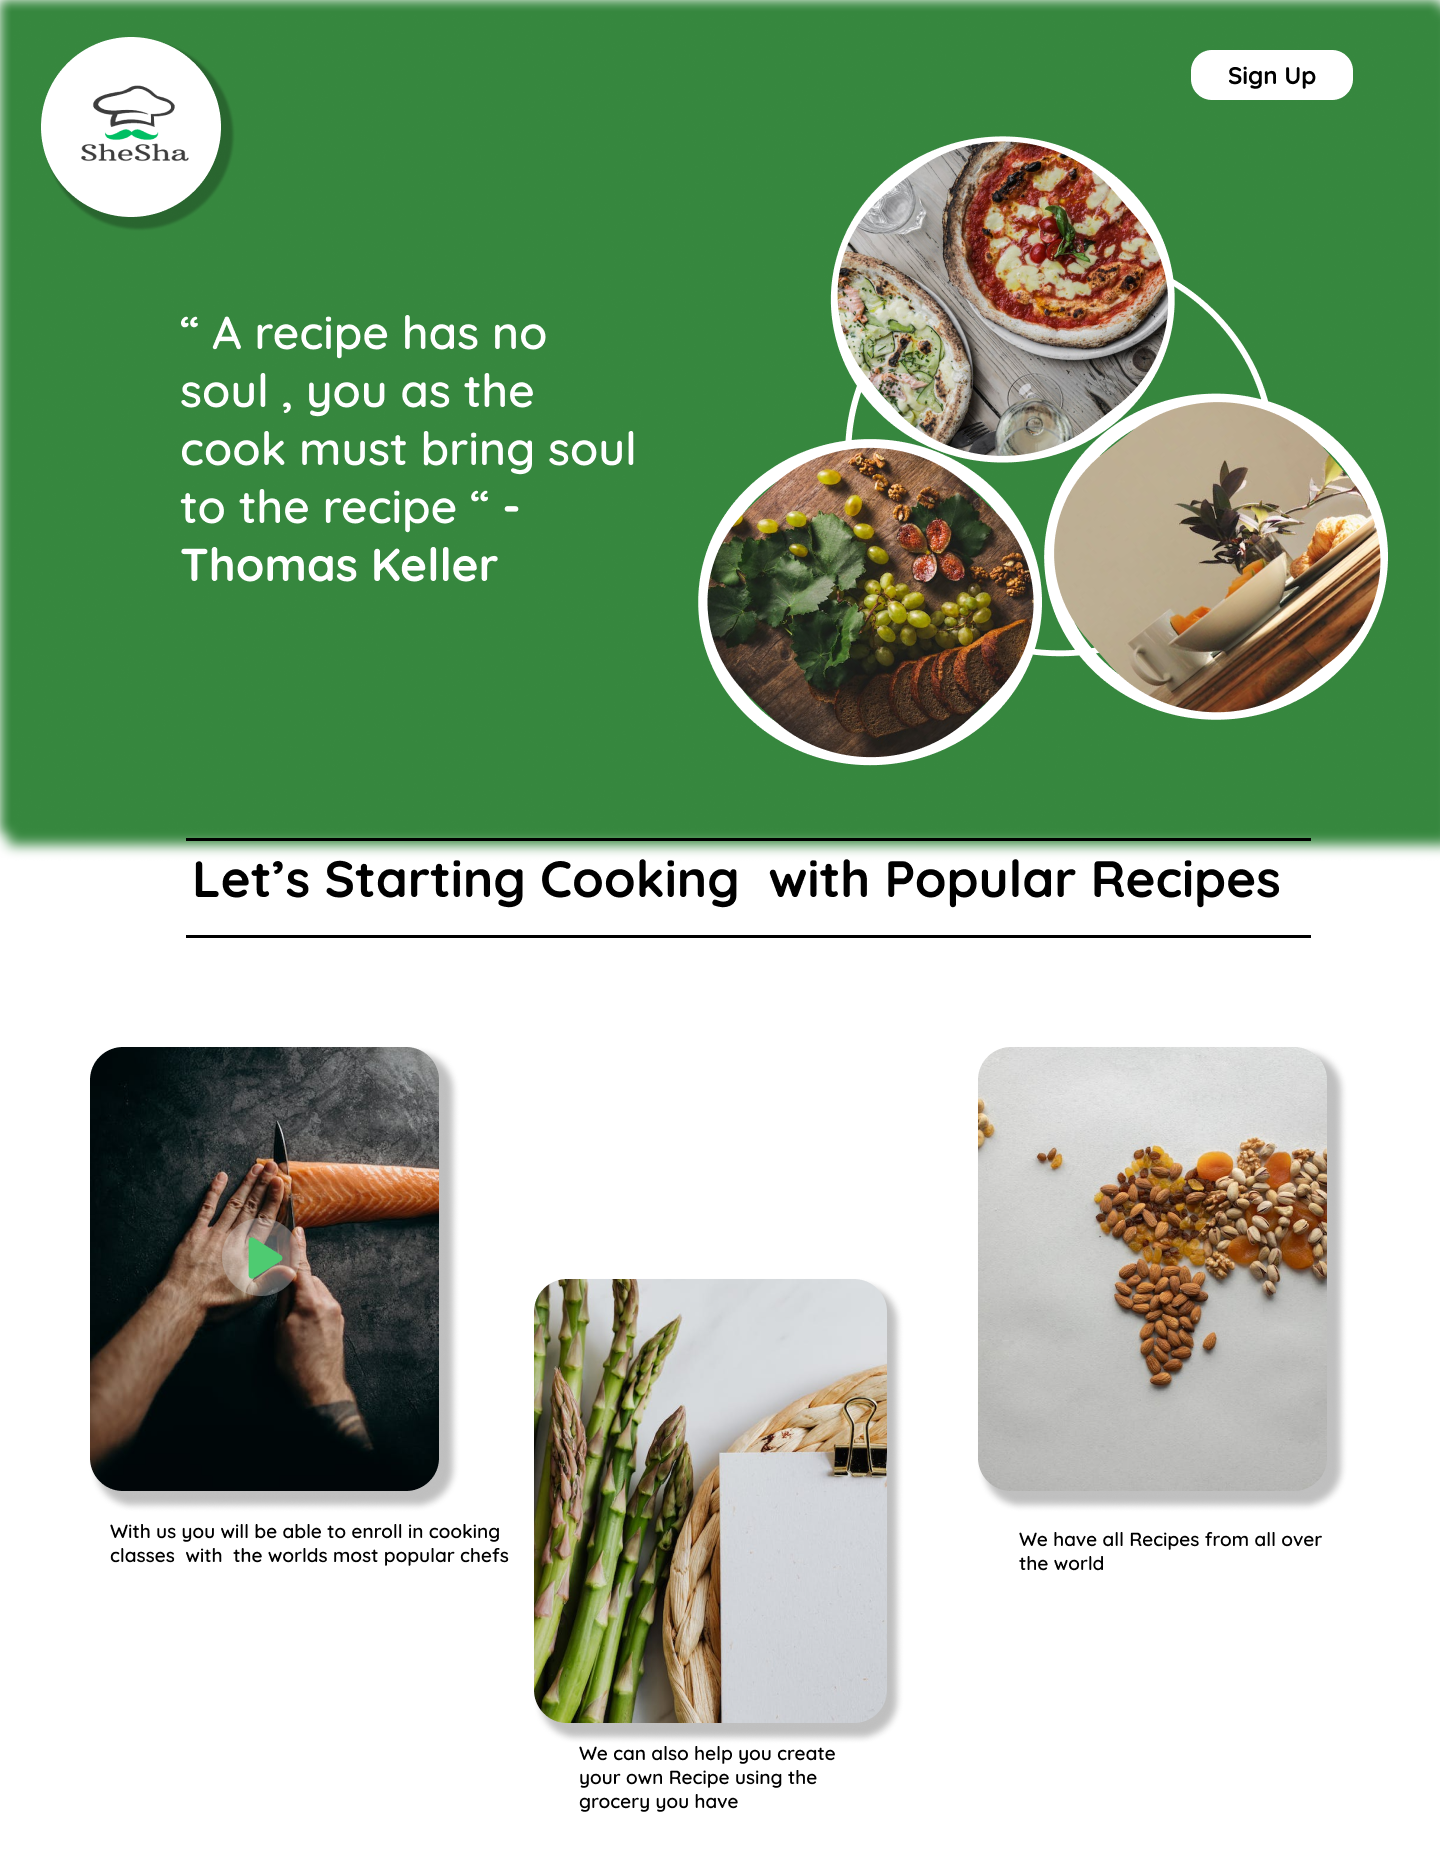 SheSha
Sign Up
“ A recipe has no
soul , you as the
cook must bring soul
to the recipe “ -
Thomas Keller
Let’s Starting Cooking  with Popular Recipes
With us you will be able to enroll in cooking
classes  with  the worlds most popular chefs
We have all Recipes from all over
the world
We can also help you create
your own Recipe using the
grocery you have